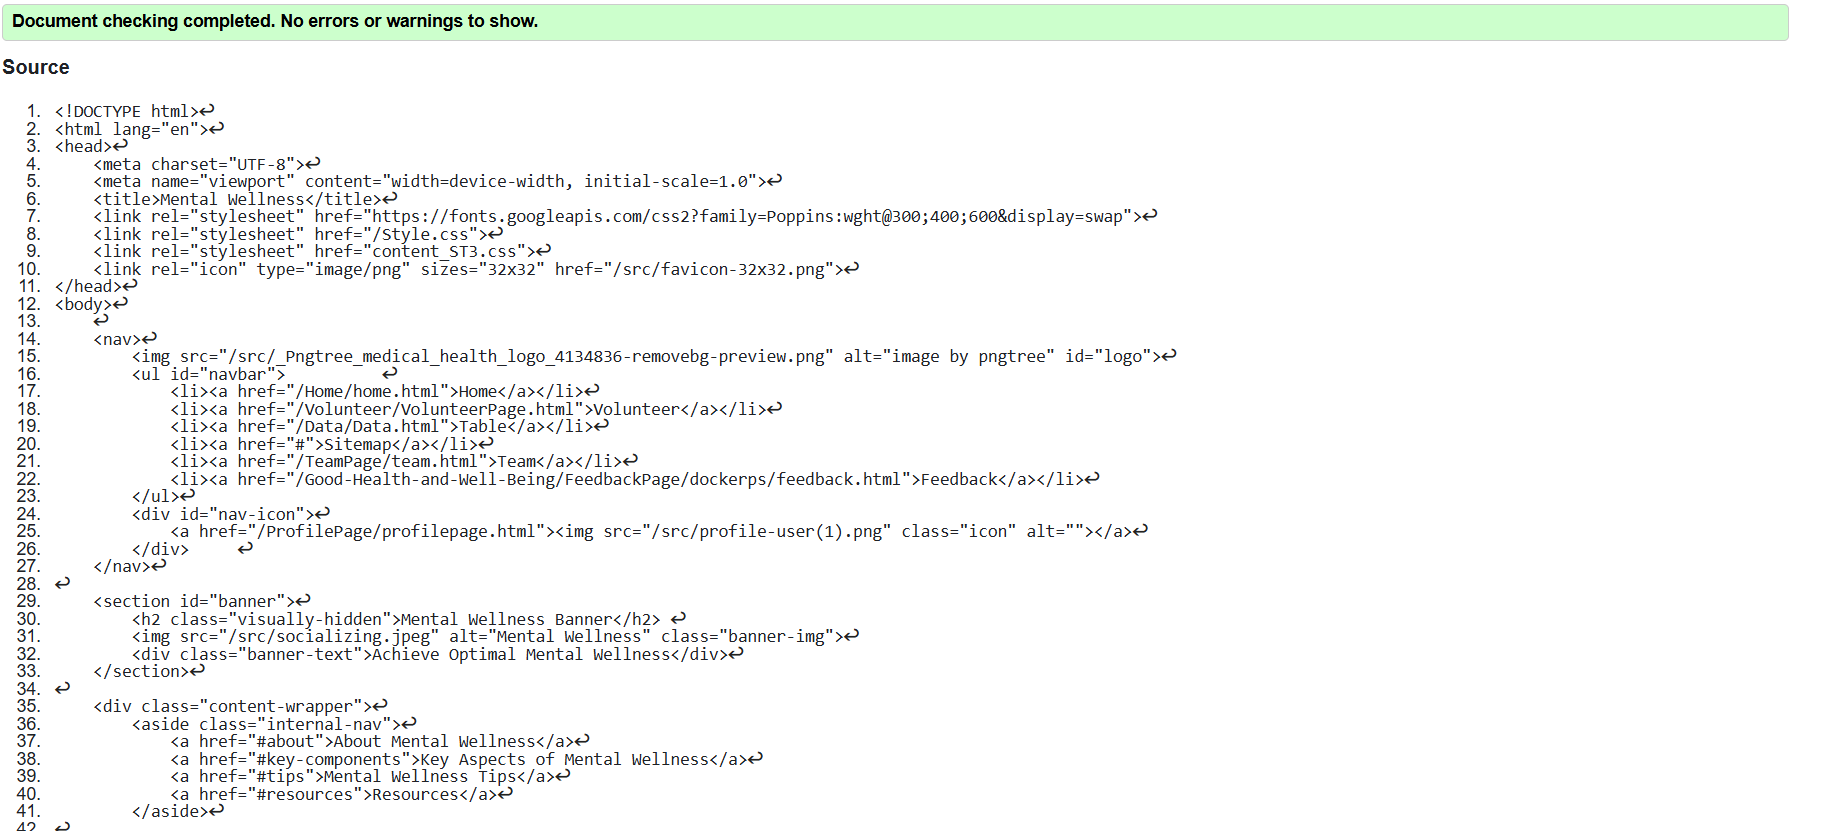 Document checking completed. No errors or warnings to show.
Source
1. <!DOCTYPE html>↩
2. <html lang="en">↩
3. <head>↩
4.     <meta charset="UTF-8">↩
5.     <meta name="viewport" content="width=device-width, initial-scale=1.0">↩
6.     <title>Mental Wellness</title>↩
7.     <link rel="stylesheet" href="https://fonts.googleapis.com/css2?family=Poppins:wght@300;400;600&display=swap">↩
8.     <link rel="stylesheet" href="/Style.css">↩
9.     <link rel="stylesheet" href="content_ST3.css">↩
10.     <link rel="icon" type="image/png" sizes="32x32" href="/src/favicon-32x32.png">↩
11. </head>↩
12. <body>↩
13.     ↩
14.     <nav>↩
15.         <img src="/src/_Pngtree_medical_health_logo_4134836-removebg-preview.png" alt="image by pngtree" id="logo">↩
16.         <ul id="navbar">          ↩
17.             <li><a href="/Home/home.html">Home</a></li>↩
18.             <li><a href="/Volunteer/VolunteerPage.html">Volunteer</a></li>↩
19.             <li><a href="/Data/Data.html">Table</a></li>↩
20.             <li><a href="#">Sitemap</a></li>↩
21.             <li><a href="/TeamPage/team.html">Team</a></li>↩
22.             <li><a href="/Good-Health-and-Well-Being/FeedbackPage/dockerps/feedback.html">Feedback</a></li>↩
23.         </ul>↩
24.         <div id="nav-icon">↩
25.             <a href="/ProfilePage/profilepage.html"><img src="/src/profile-user(1).png" class="icon" alt=""></a>↩
26.         </div>     ↩
27.     </nav>↩
28. ↩
29.     <section id="banner">↩
30.         <h2 class="visually-hidden">Mental Wellness Banner</h2> ↩
31.         <img src="/src/socializing.jpeg" alt="Mental Wellness" class="banner-img">↩
32.         <div class="banner-text">Achieve Optimal Mental Wellness</div>↩
33.     </section>↩
34. ↩
35.     <div class="content-wrapper">↩
36.         <aside class="internal-nav">↩
37.             <a href="#about">About Mental Wellness</a>↩
38.             <a href="#key-components">Key Aspects of Mental Wellness</a>↩
39.             <a href="#tips">Mental Wellness Tips</a>↩
40.             <a href="#resources">Resources</a>↩
41.         </aside>↩
42. ↩